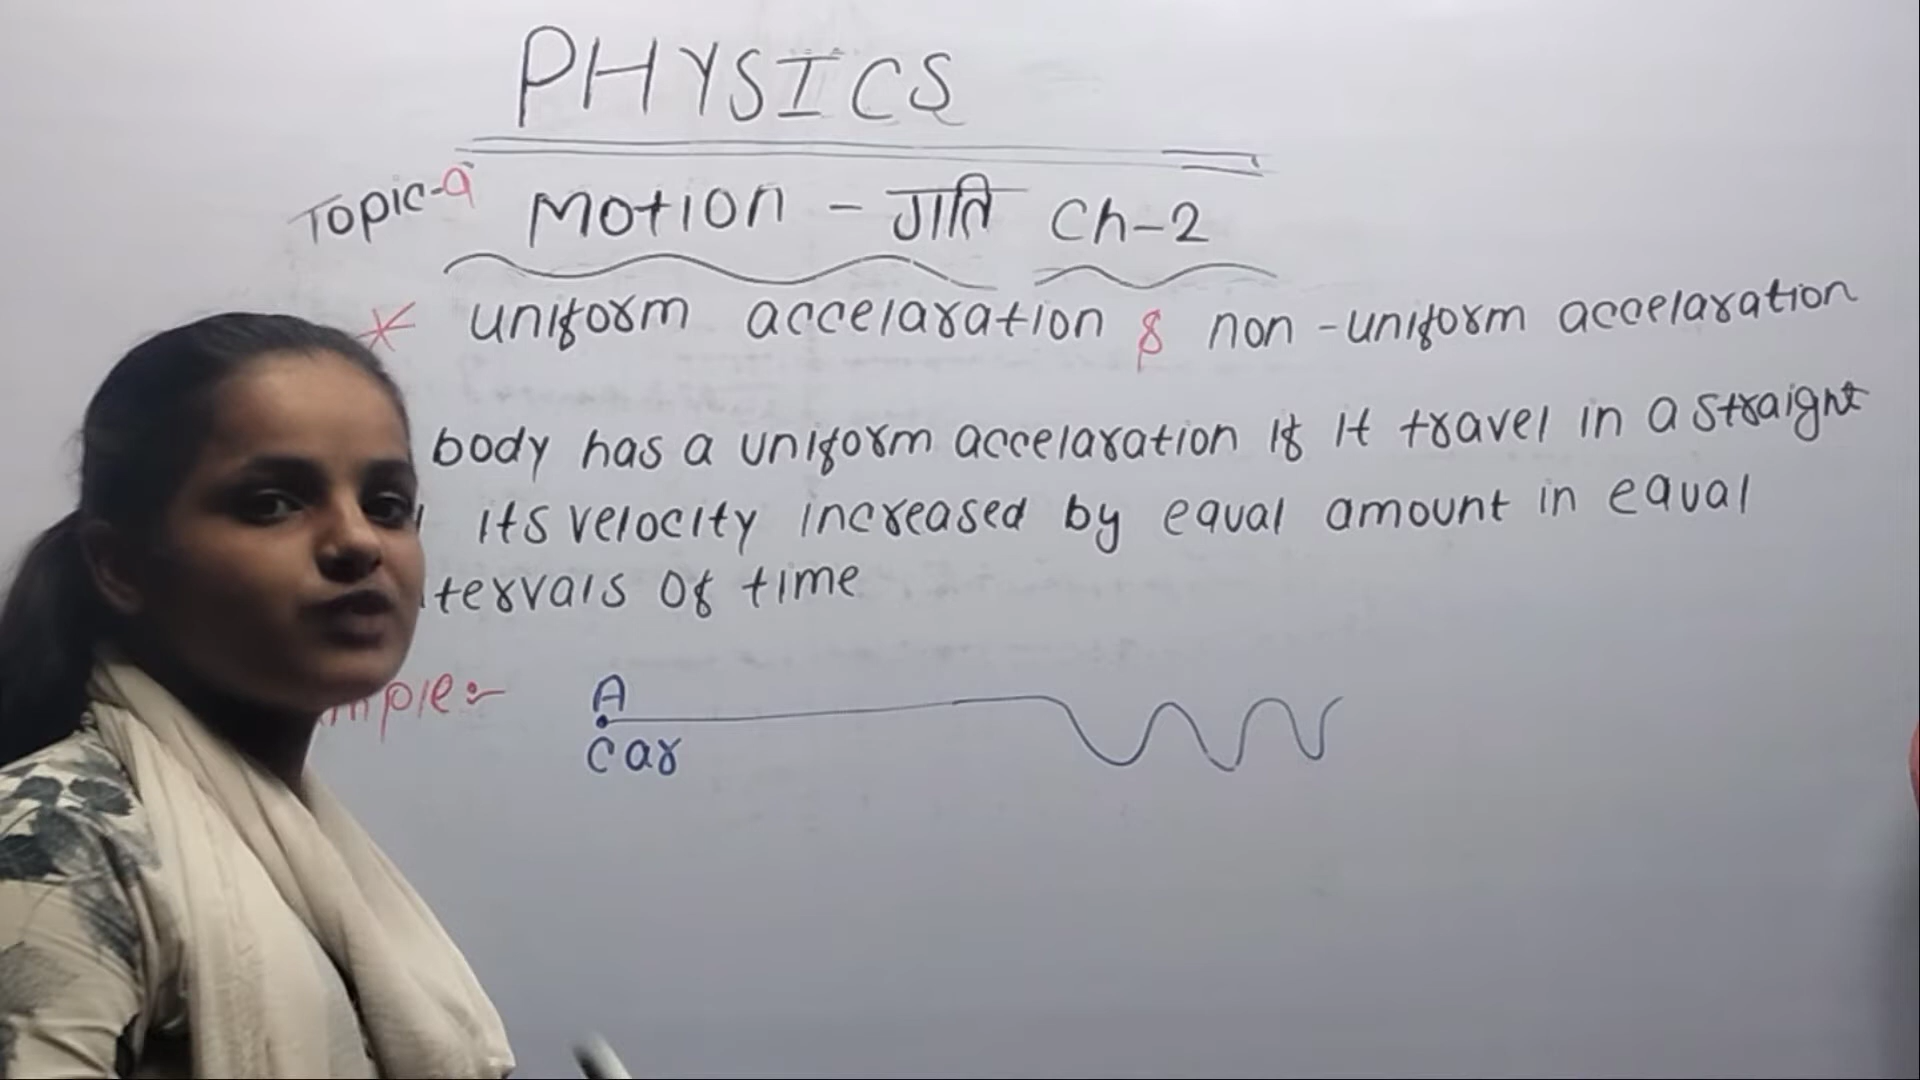 PHYSICS
Topic-9 Motion - गति Ch-2
* uniform accelaration & non-uniform accelaration
body has a uniform accelaration if it travel in a straight
its velocity increased by equal amount in equal
tervals of time
mple:-
A
Car